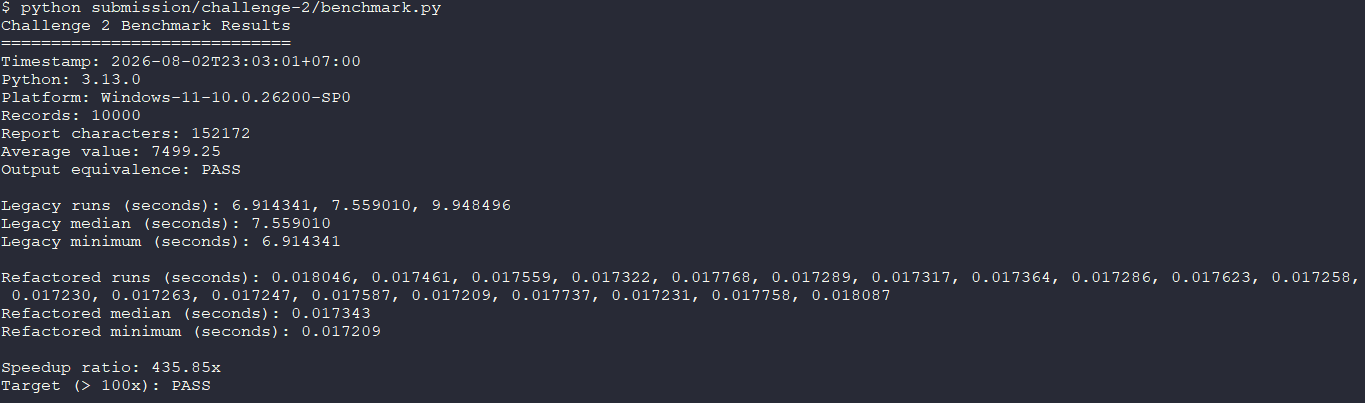 $ python submission/challenge-2/benchmark.py
Challenge 2 Benchmark Results
=============================
Timestamp: 2026-08-02T23:03:01+07:00
Python: 3.13.0
Platform: Windows-11-10.0.26200-SP0
Records: 10000
Report characters: 152172
Average value: 7499.25
Output equivalence: PASS

Legacy runs (seconds): 6.914341, 7.559010, 9.948496
Legacy median (seconds): 7.559010
Legacy minimum (seconds): 6.914341

Refactored runs (seconds): 0.018046, 0.017461, 0.017559, 0.017322, 0.017768, 0.017289, 0.017317, 0.017364, 0.017286, 0.017623, 0.017258,
 0.017230, 0.017263, 0.017247, 0.017587, 0.017209, 0.017737, 0.017231, 0.017758, 0.018087
Refactored median (seconds): 0.017343
Refactored minimum (seconds): 0.017209

Speedup ratio: 435.85x
Target (> 100x): PASS